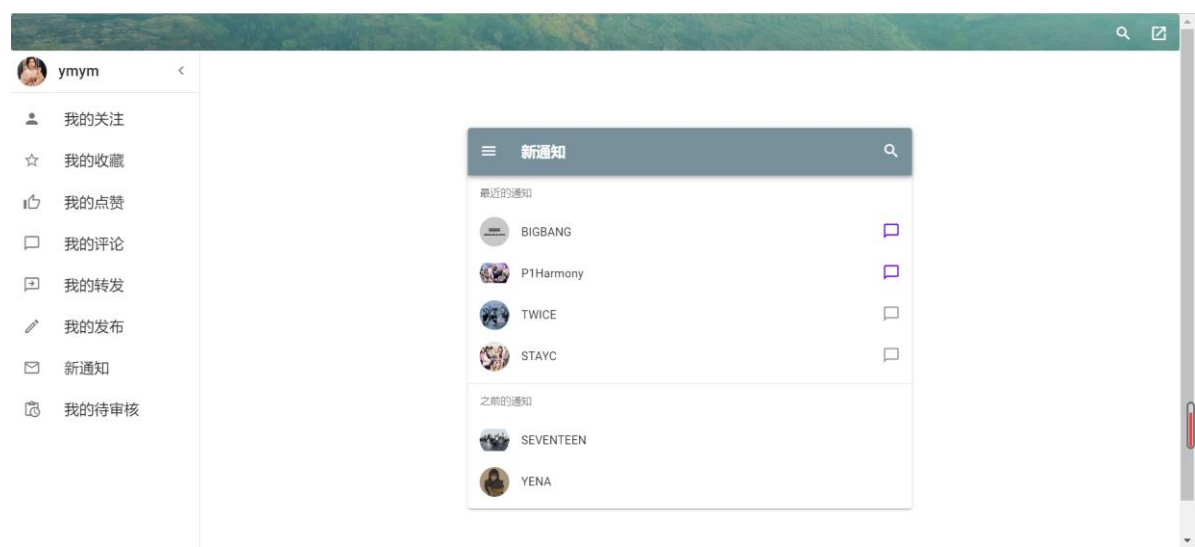 ymym
我的关注
我的收藏
我的点赞
我的评论
我的转发
我的发布
新通知
我的待审核
新通知
最近的通知
BIGBANG
P1Harmony
TWICE
STAYC
之前的通知
SEVENTEEN
YENA